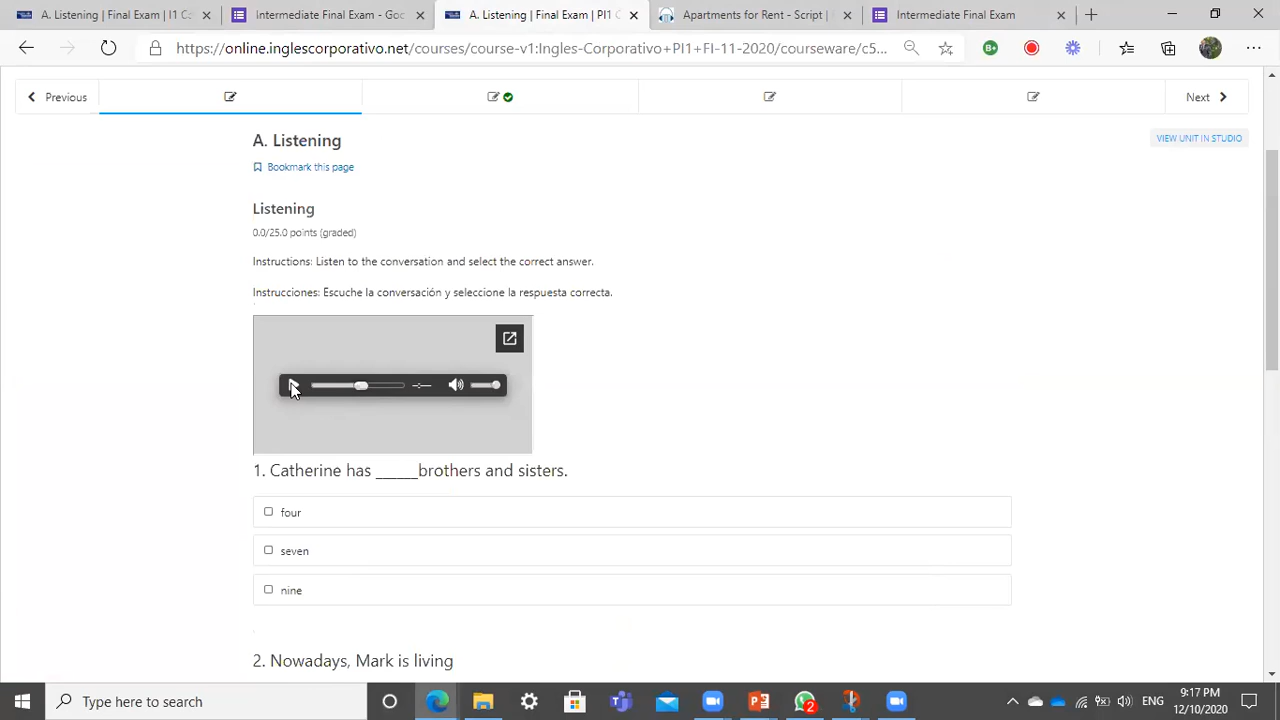 A. Listening | Final Exam | I1 C
Intermediate Final Exam - Goc
A. Listening | Final Exam | PI1 C
Apartments for Rent - Script |
Intermediate Final Exam
https://online.inglescorporativo.net/courses/course-v1:Ingles-Corporativo+PI1+FI-11-2020/courseware/c5...
Previous
Next
A. Listening
VIEW UNIT IN STUDIO
Bookmark this page
Listening
0.0/25.0 points (graded)
Instructions: Listen to the conversation and select the correct answer.
Instrucciones: Escuche la conversación y seleccione la respuesta correcta.
1. Catherine has ______brothers and sisters.
four
seven
nine
2. Nowadays, Mark is living
Type here to search
2
ENG
9:17 PM
12/10/2020